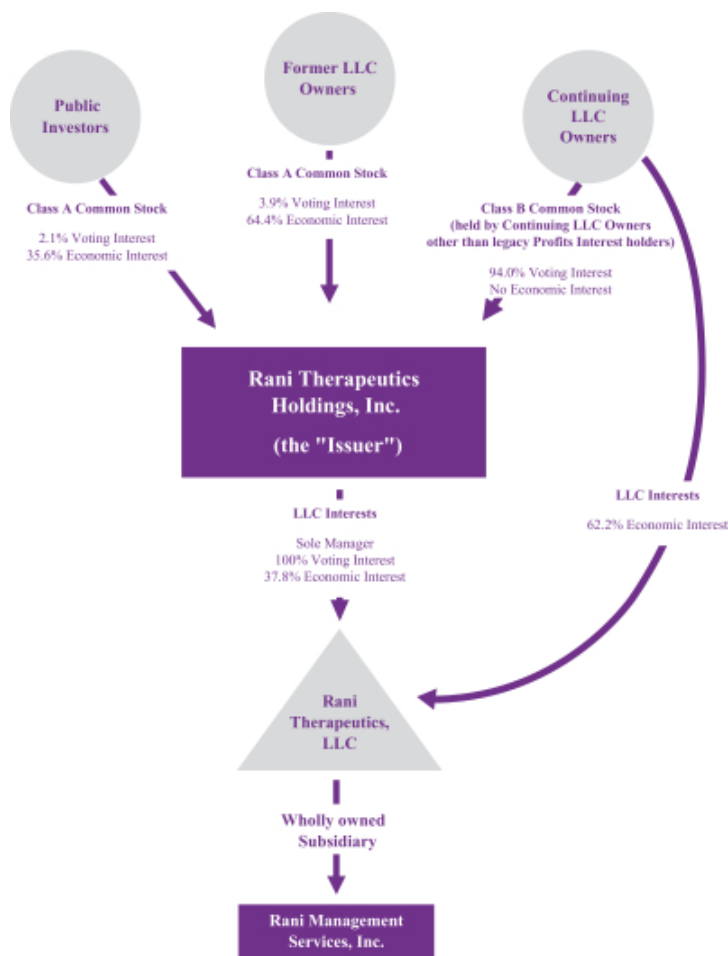 Public
Investors
Former LLC
Owners
Continuing
LLC
Owners
Class A Common Stock
2.1% Voting Interest
35.6% Economic Interest
Class A Common Stock
3.9% Voting Interest
64.4% Economic Interest
Class B Common Stock
(held by Continuing LLC Owners
other than legacy Profits Interest holders)
94.0% Voting Interest
No Economic Interest
Rani Therapeutics
Holdings, Inc.
(the "Issuer")
LLC Interests
Sole Manager
100% Voting Interest
37.8% Economic Interest
LLC Interests
62.2% Economic Interest
Rani
Therapeutics,
LLC
Wholly owned
Subsidiary
Rani Management
Services, Inc.